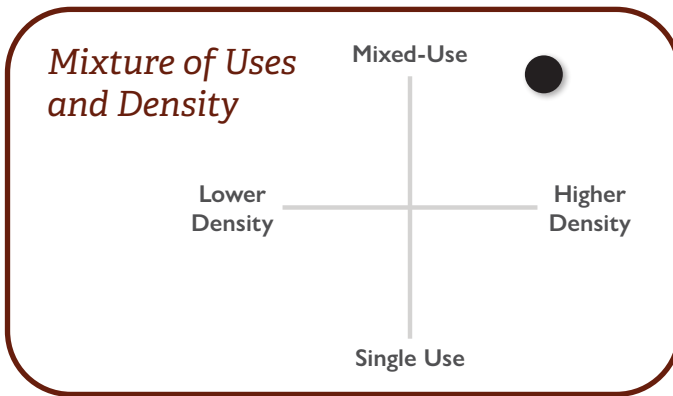 Mixture of Uses
and Density
Mixed-Use
Lower
Density
Higher
Density
Single Use